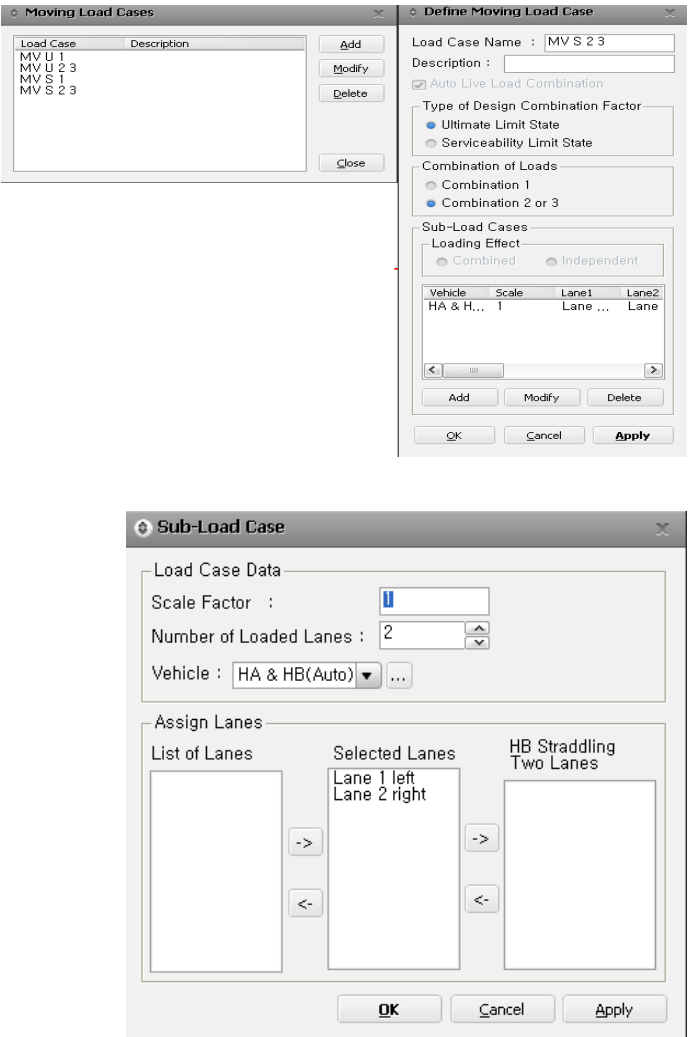 Moving Load Cases
Load Case Description
MV U 1
MV U 2 3
MV S 1
MV S 2 3
Add
Modify
Delete
Close
Define Moving Load Case
Load Case Name : MV S 2 3
Description :
Auto Live Load Combination
Type of Design Combination Factor
Ultimate Limit State
Serviceability Limit State
Combination of Loads
Combination 1
Combination 2 or 3
Sub-Load Cases
Loading Effect
Combined Independent
Vehicle Scale Lane1 Lane2
HA & H... 1 Lane ... Lane
Add Modify Delete
OK Cancel Apply
Sub-Load Case
Load Case Data
Scale Factor : 1
Number of Loaded Lanes : 2
Vehicle : HA & HB(Auto) ...
Assign Lanes
List of Lanes
Selected Lanes
Lane 1 left
Lane 2 right
HB Straddling
Two Lanes
-> ->
<- <-
OK Cancel Apply